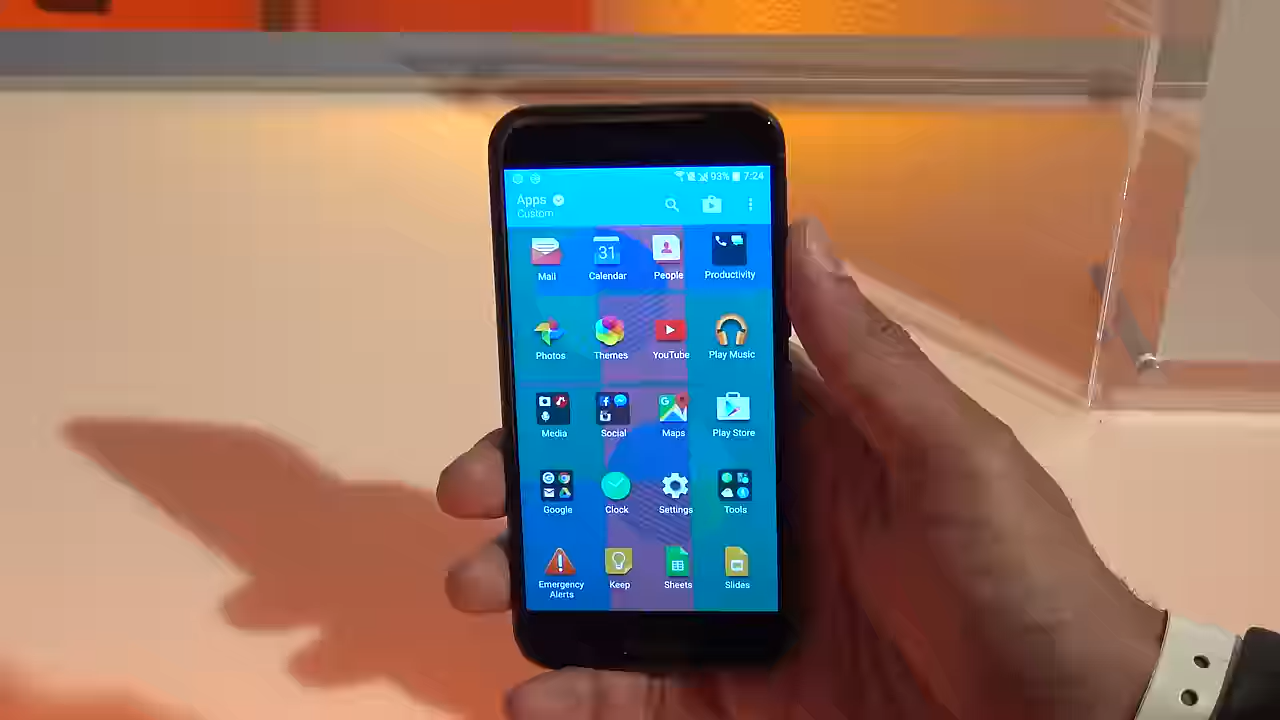 93% 7:24
Apps
Custom
31
Mail Calendar People Productivity
Photos Themes YouTube Play Music
G
Media Social Maps Play Store
Google Clock Settings Tools
Emergency Keep Sheets Slides
Alerts